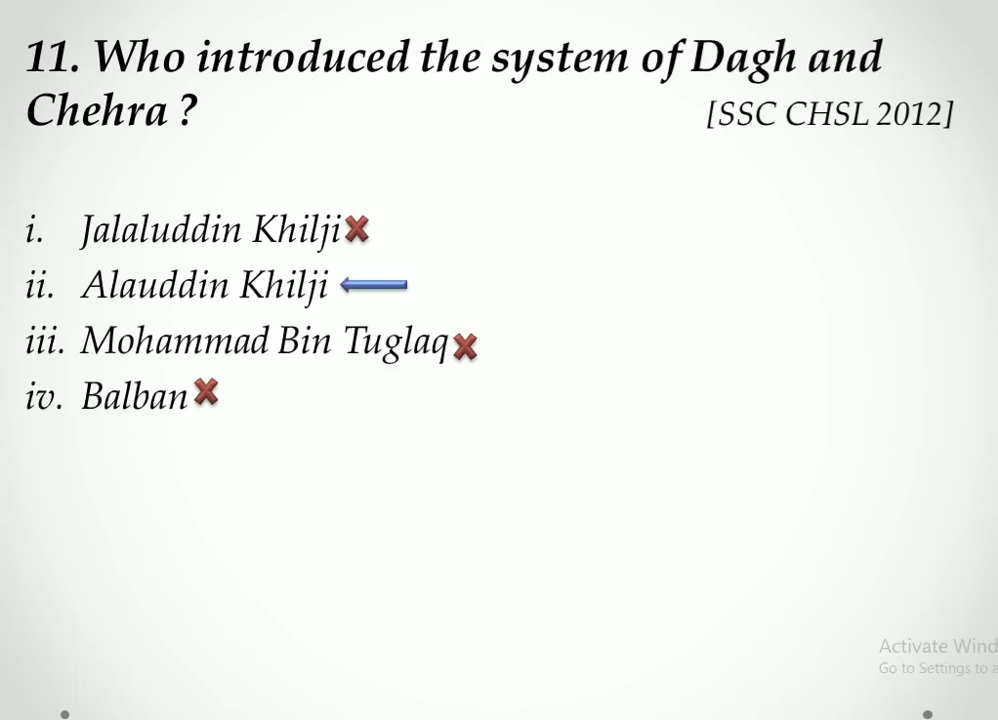 11. Who introduced the system of Dagh and
Chehra ? [SSC CHSL 2012]
i. Jalaluddin Khilji
ii. Alauddin Khilji
iii. Mohammad Bin Tuglaq
iv. Balban
Activate Wind
Go to Settings to a